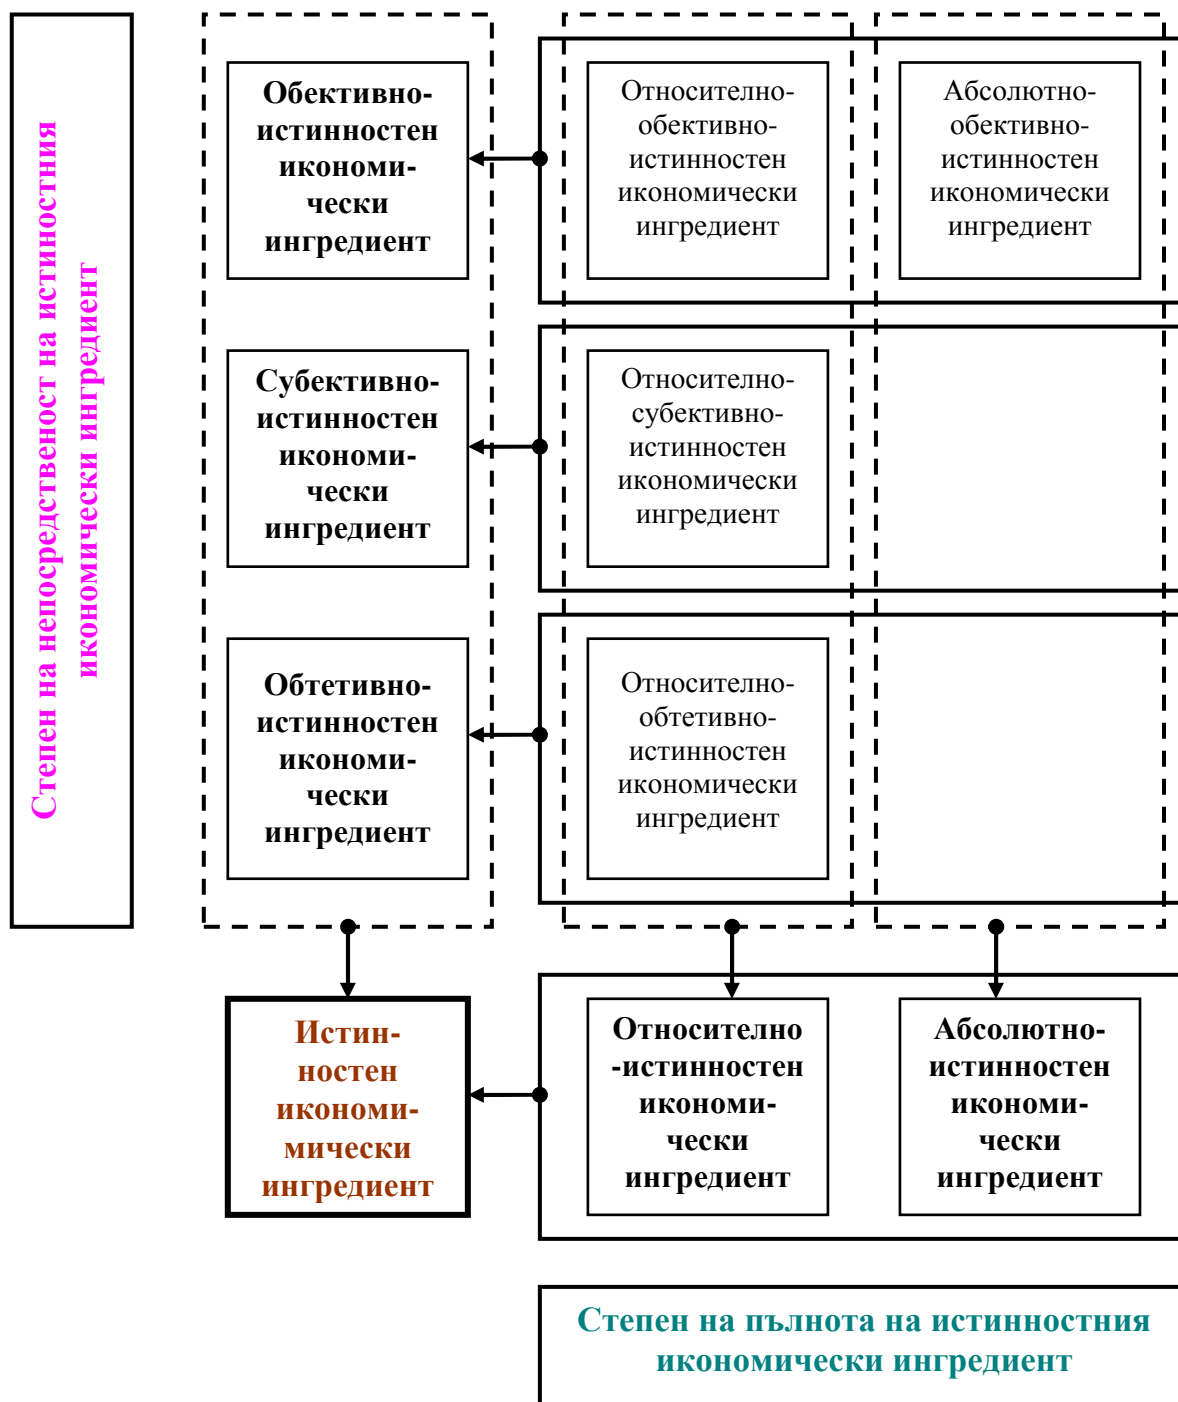 Степен на непосредственост на истиностния
икономически ингредиент
Обективно-
истинностен
икономи-
чески
ингредиент
Относително-
обективно-
истинностен
икономически
ингредиент
Абсолютно-
обективно-
истинностен
икономически
ингредиент
Субективно-
истинностен
икономи-
чески
ингредиент
Относително-
субективно-
истинностен
икономически
ингредиент
Обтетивно-
истинностен
икономи-
чески
ингредиент
Относително-
обтетивно-
истинностен
икономически
ингредиент
Истин-
ностен
икономи-
мически
ингредиент
Относително
-истинностен
икономи-
чески
ингредиент
Абсолютно-
истинностен
икономи-
чески
ингредиент
Степен на пълнота на истинностния
икономически ингредиент